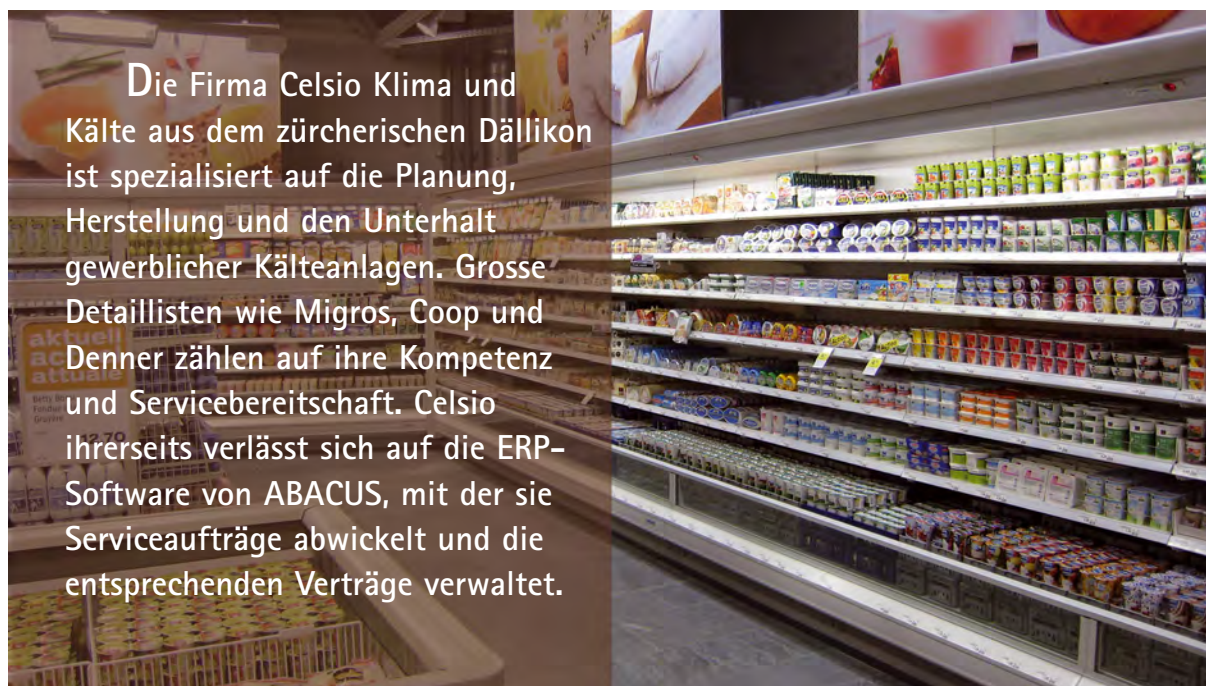 Die Firma Celsio Klima und
Kälte aus dem zürcherischen Dällikon
ist spezialisiert auf die Planung,
Herstellung und den Unterhalt
gewerblicher Kälteanlagen. Grosse
Detaillisten wie Migros, Coop und
Denner zählen auf ihre Kompetenz
und Servicebereitschaft. Celsio
ihrerseits verlässt sich auf die ERP-
Software von ABACUS, mit der sie
Serviceaufträge abwickelt und die
entsprechenden Verträge verwaltet.
aktuell
attuale